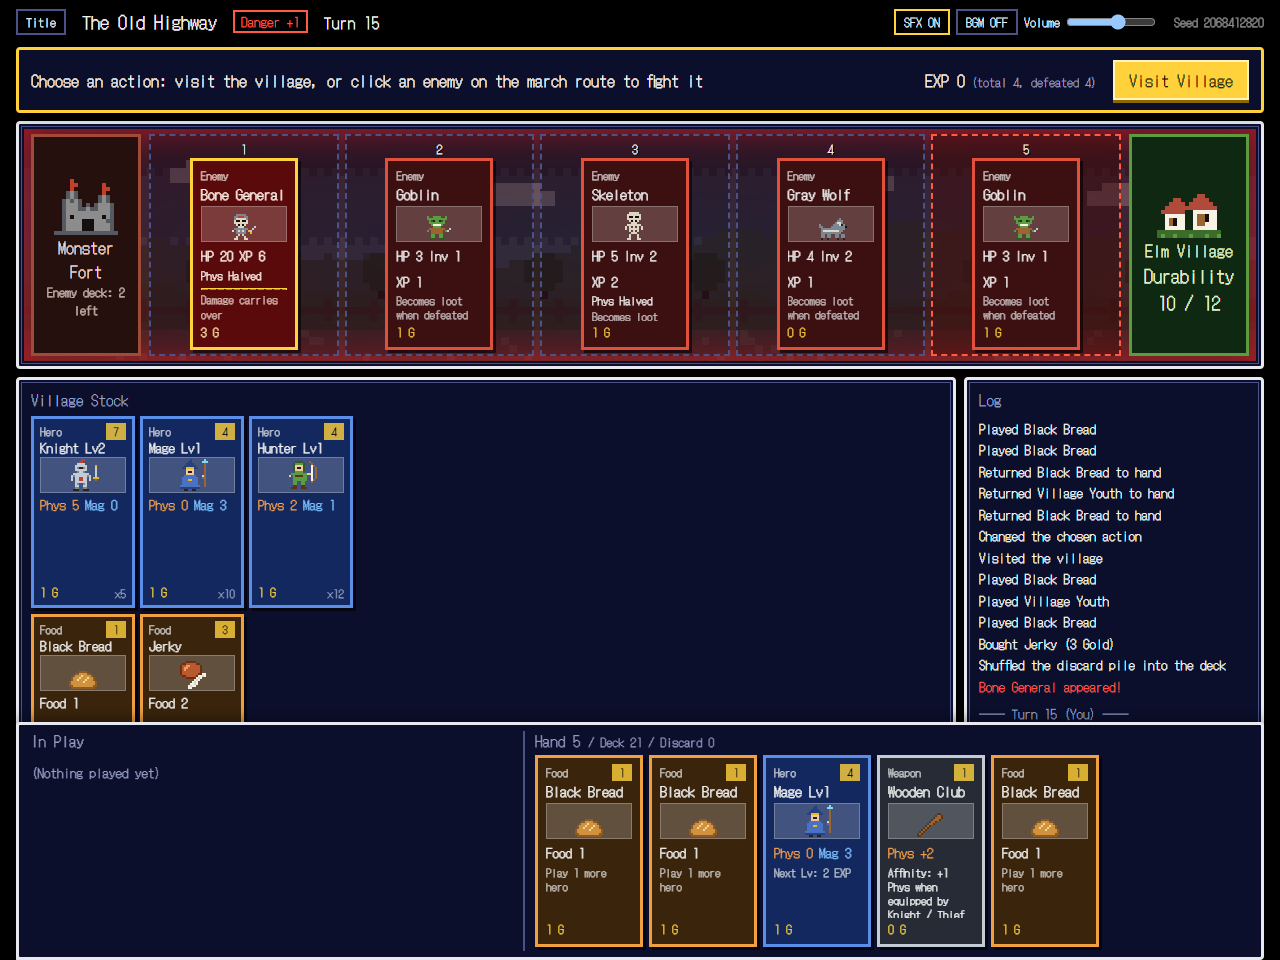 Title
The Old Highway
Danger +1
Turn 15
SFX ON
BGM OFF
Volume
Seed 2068412820
Choose an action: visit the village, or click an enemy on the march route to fight it
EXP 0 (total 4, defeated 4)
Visit Village
Monster
Fort
Enemy deck: 2
left
1
Enemy
Bone General
HP 20 XP 6
Phys Halved
Damage carries
over
3 G
2
Enemy
Goblin
HP 3 Inv 1
XP 1
Becomes loot
when defeated
1 G
3
Enemy
Skeleton
HP 5 Inv 2
XP 2
Phys Halved
Becomes loot
1 G
4
Enemy
Gray Wolf
HP 4 Inv 2
XP 1
Becomes loot
when defeated
0 G
5
Enemy
Goblin
HP 3 Inv 1
XP 1
Becomes loot
when defeated
1 G
Elm Village
Durability
10 / 12
Village Stock
Hero 7
Knight Lv2
Phys 5 Mag 0
1 G x5
Hero 4
Mage Lv1
Phys 0 Mag 3
1 G x10
Hero 4
Hunter Lv1
Phys 2 Mag 1
1 G x12
Food 1
Black Bread
Food 1
Food 3
Jerky
Food 2
Log
Played Black Bread
Played Black Bread
Returned Black Bread to hand
Returned Village Youth to hand
Returned Black Bread to hand
Changed the chosen action
Visited the village
Played Black Bread
Played Village Youth
Played Black Bread
Bought Jerky (3 Gold)
Shuffled the discard pile into the deck
Bone General appeared!
—— Turn 15 (You) ——
In Play
(Nothing played yet)
Hand 5 / Deck 21 / Discard 0
Food 1
Black Bread
Food 1
Play 1 more
hero
1 G
Food 1
Black Bread
Food 1
Play 1 more
hero
1 G
Hero 4
Mage Lv1
Phys 0 Mag 3
Next Lv: 2 EXP
1 G
Weapon 1
Wooden Club
Phys +2
Affinity: +1
Phys when
equipped by
Knight / Thief
0 G
Food 1
Black Bread
Food 1
Play 1 more
hero
1 G